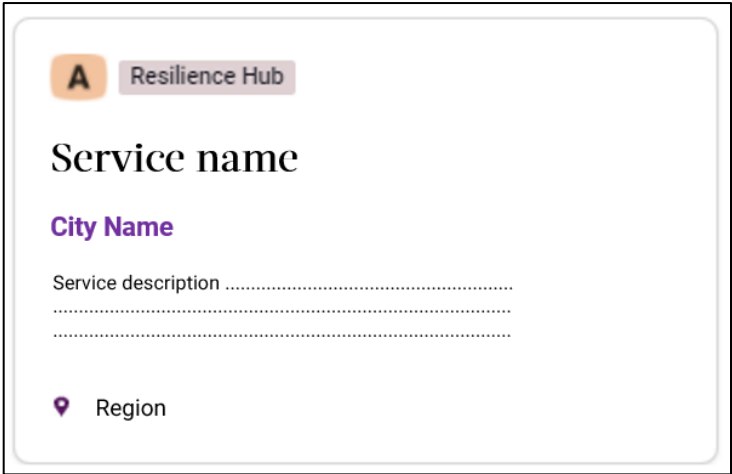 A Resilience Hub
Service name
City Name
Service description ........................................................
.........................................................................................
.........................................................................................
Region